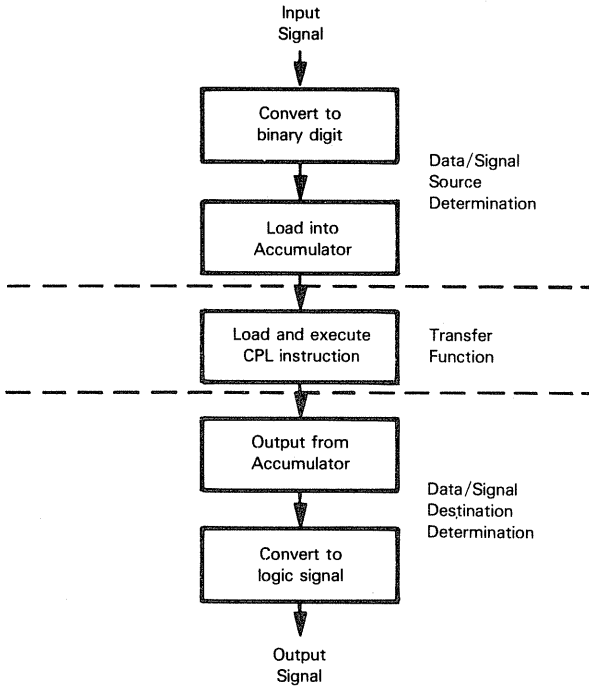 Input
Signal
Convert to
binary digit
Data/Signal
Source
Determination
Load into
Accumulator
Load and execute
CPL instruction
Transfer
Function
Output from
Accumulator
Data/Signal
Destination
Determination
Convert to
logic signal
Output
Signal